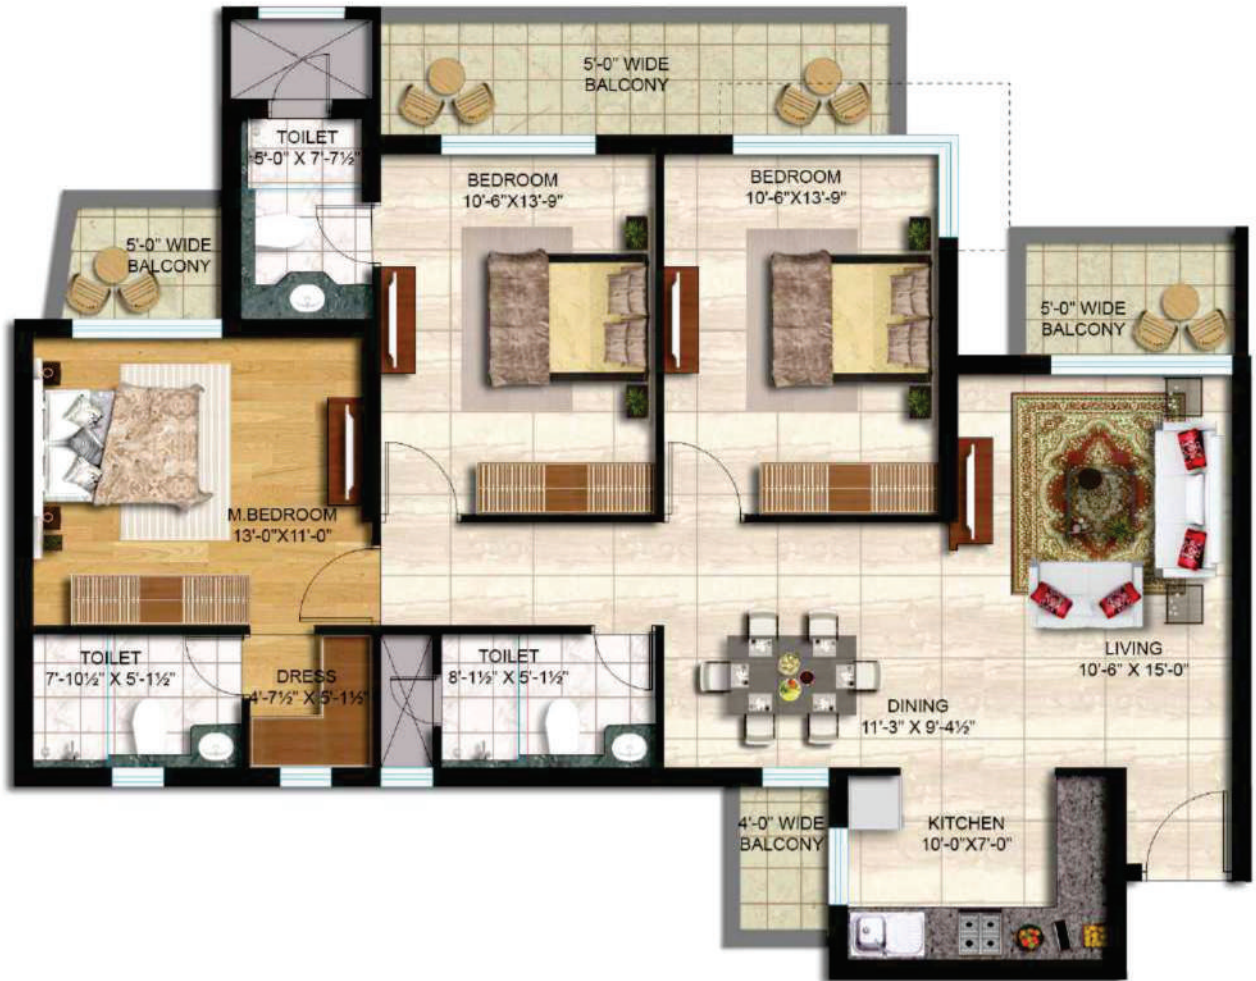 5'-0" WIDE
BALCONY
TOILET
5'-0" X 7'-7½"
BEDROOM
10'-6"X13'-9"
BEDROOM
10'-6"X13'-9"
5'-0" WIDE
BALCONY
5'-0" WIDE
BALCONY
M.BEDROOM
13'-0"X11'-0"
TOILET
7'-10½" X 5'-1½"
DRESS
4'-7½" X 5'-1½"
TOILET
8'-1½" X 5'-1½"
LIVING
10'-6" X 15'-0"
DINING
11'-3" X 9'-4½"
4'-0" WIDE
BALCONY
KITCHEN
10'-0"X7'-0"